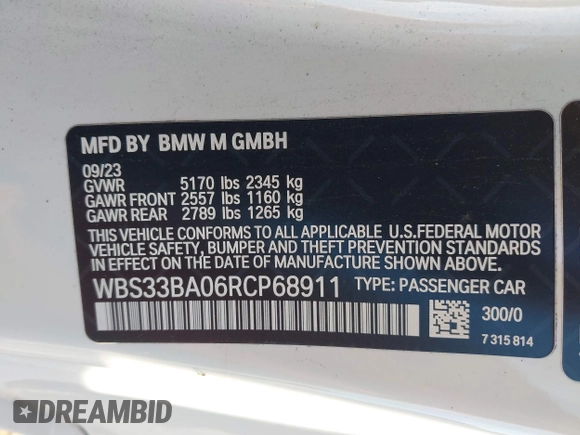 MFD BY BMW M GMBH
09/23
GVWR 5170 lbs 2345 kg
GAWR FRONT 2557 lbs 1160 kg
GAWR REAR 2789 lbs 1265 kg
THIS VEHICLE CONFORMS TO ALL APPLICABLE U.S.FEDERAL MOTOR
VEHICLE SAFETY, BUMPER AND THEFT PREVENTION STANDARDS
IN EFFECT ON THE DATE OF MANUFACTURE SHOWN ABOVE.
WBS33BA06RCP68911 TYPE: PASSENGER CAR
300/0
7 315 814
DREAMBID